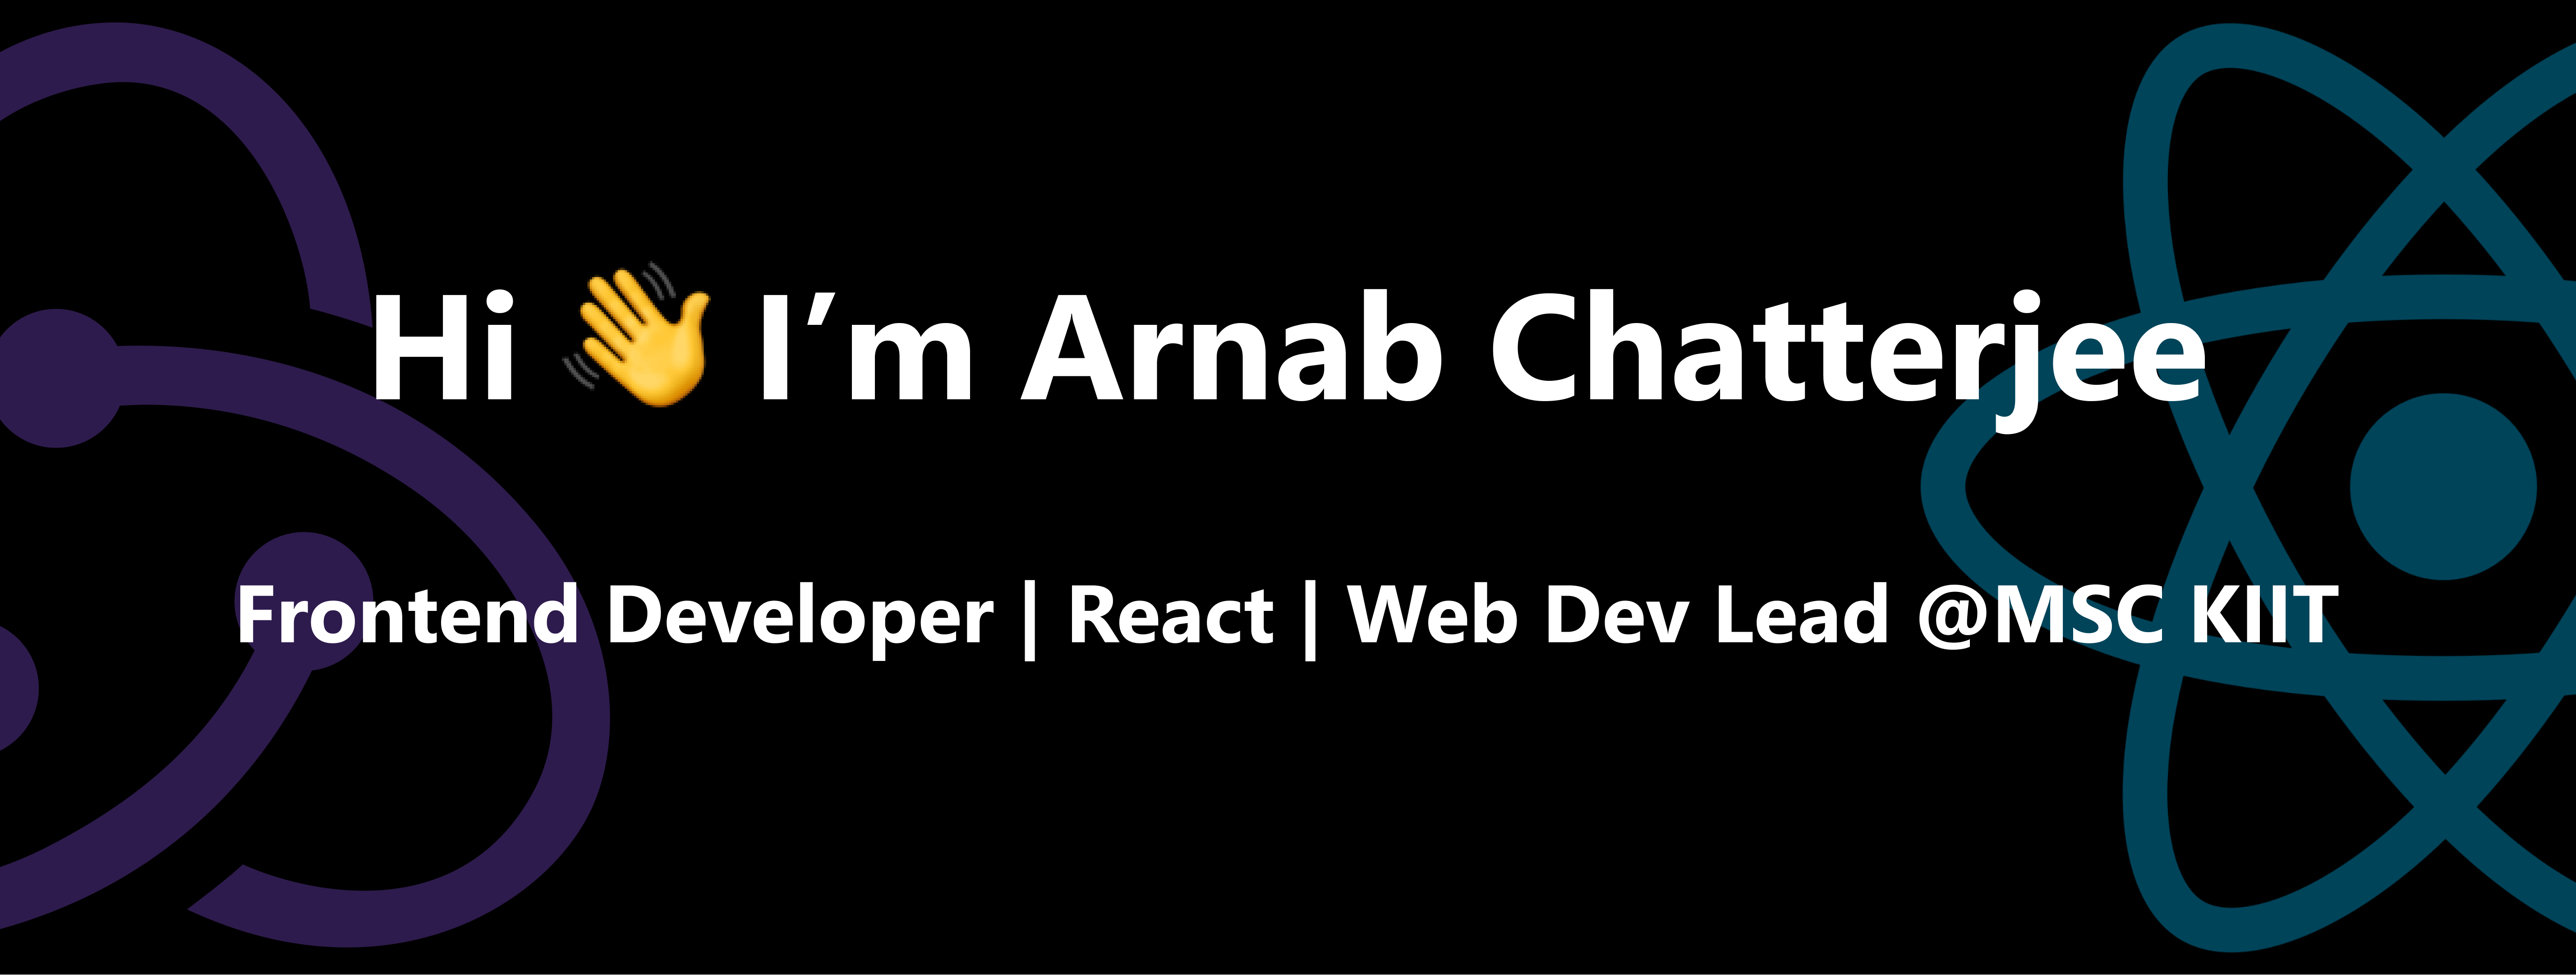 Hi 👋 I’m Arnab Chatterjee
Frontend Developer | React | Web Dev Lead @MSC KIIT